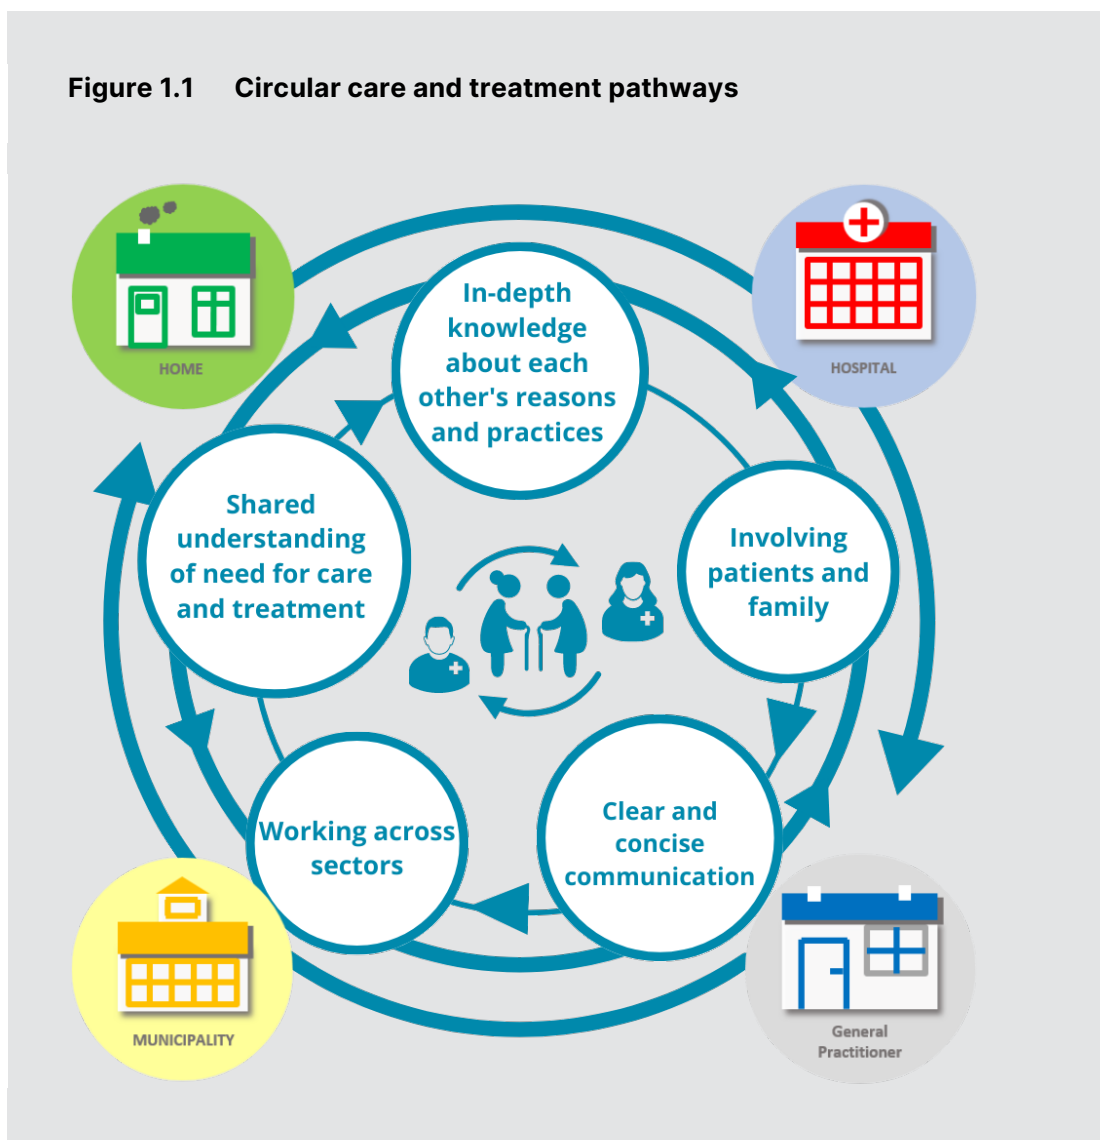 Figure 1.1 Circular care and treatment pathways
HOME
HOSPITAL
In-depth
knowledge
about each
other's reasons
and practices
Shared
understanding
of need for care
and treatment
Involving
patients and
family
Working across
sectors
Clear and
concise
communication
MUNICIPALITY
General
Practitioner